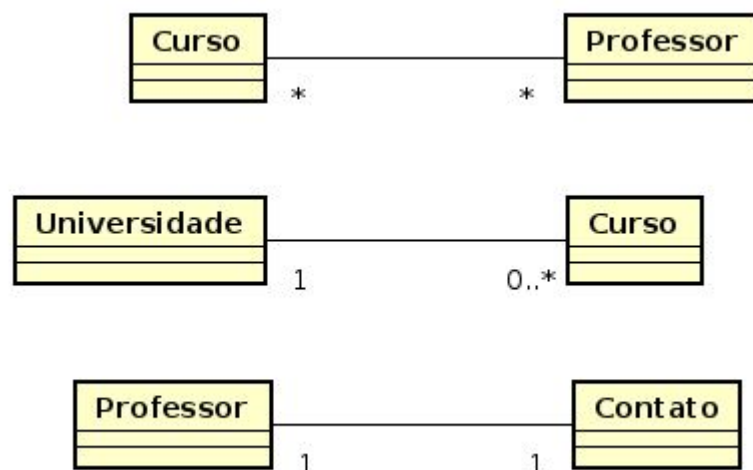 Curso Professor
* *
Universidade Curso
1 0..*
Professor Contato
1 1